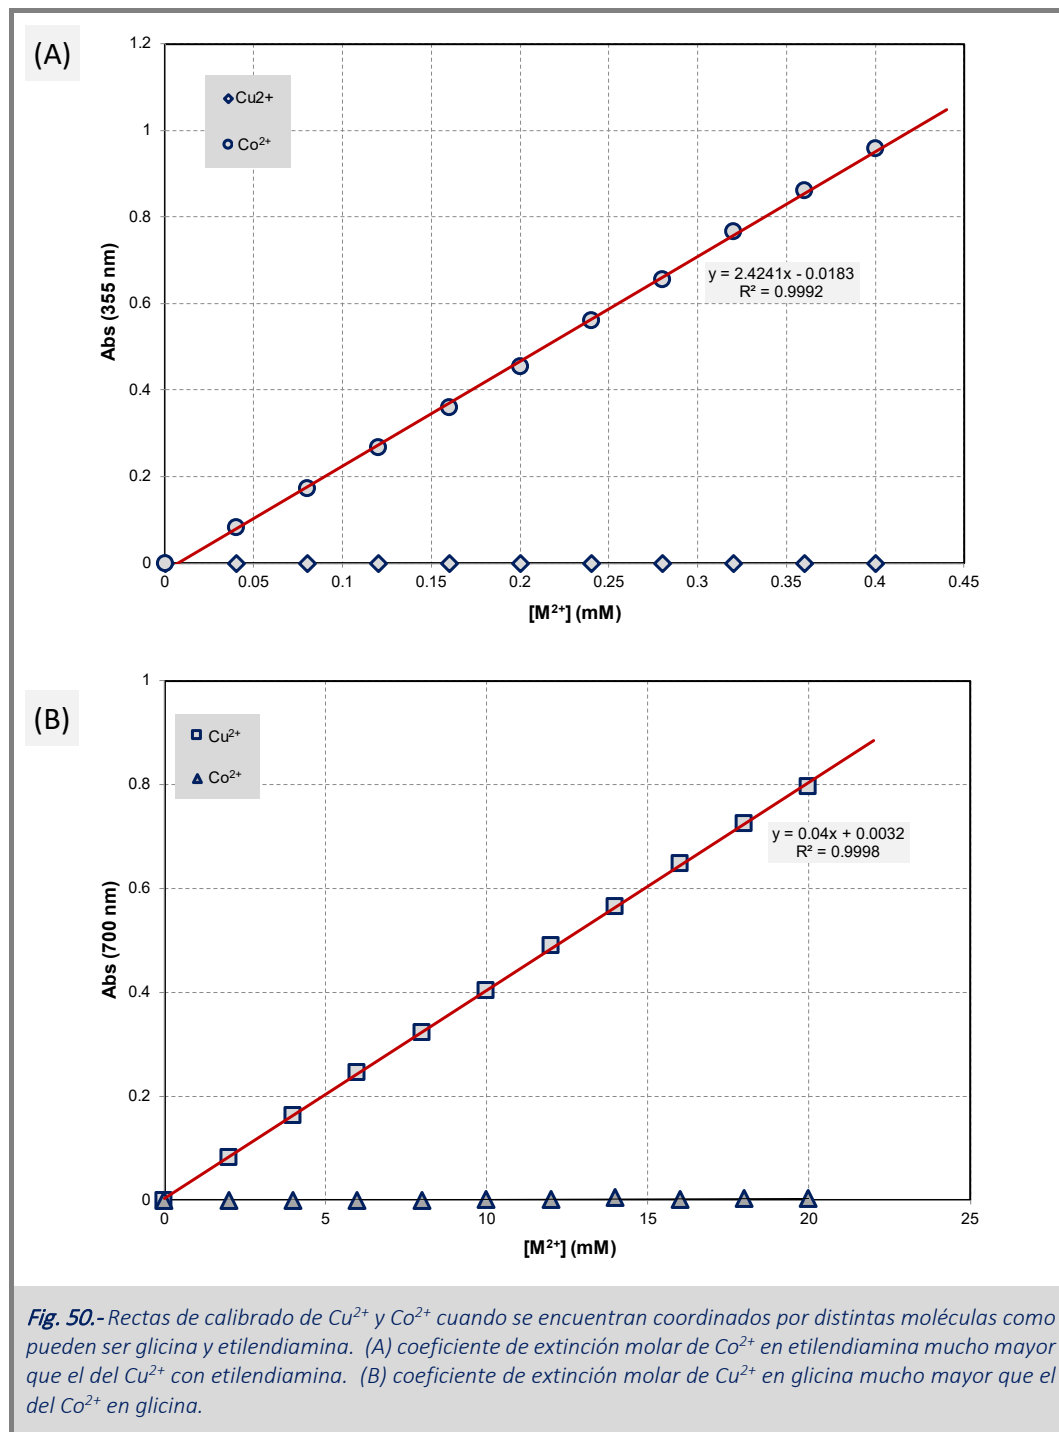 (A)
1.2
1
0.8
0.6
0.4
0.2
0
Abs (355 nm)
Cu2+
Co²⁺
y = 2.4241x - 0.0183
R² = 0.9992
0 0.05 0.1 0.15 0.2 0.25 0.3 0.35 0.4 0.45
[M²⁺] (mM)
(B)
1
0.8
0.6
0.4
0.2
0
Abs (700 nm)
Cu²⁺
Co²⁺
y = 0.04x + 0.0032
R² = 0.9998
0 5 10 15 20 25
[M²⁺] (mM)
Fig. 50.- Rectas de calibrado de Cu²⁺ y Co²⁺ cuando se encuentran coordinados por distintas moléculas como
pueden ser glicina y etilendiamina. (A) coeficiente de extinción molar de Co²⁺ en etilendiamina mucho mayor
que el del Cu²⁺ con etilendiamina. (B) coeficiente de extinción molar de Cu²⁺ en glicina mucho mayor que el
del Co²⁺ en glicina.